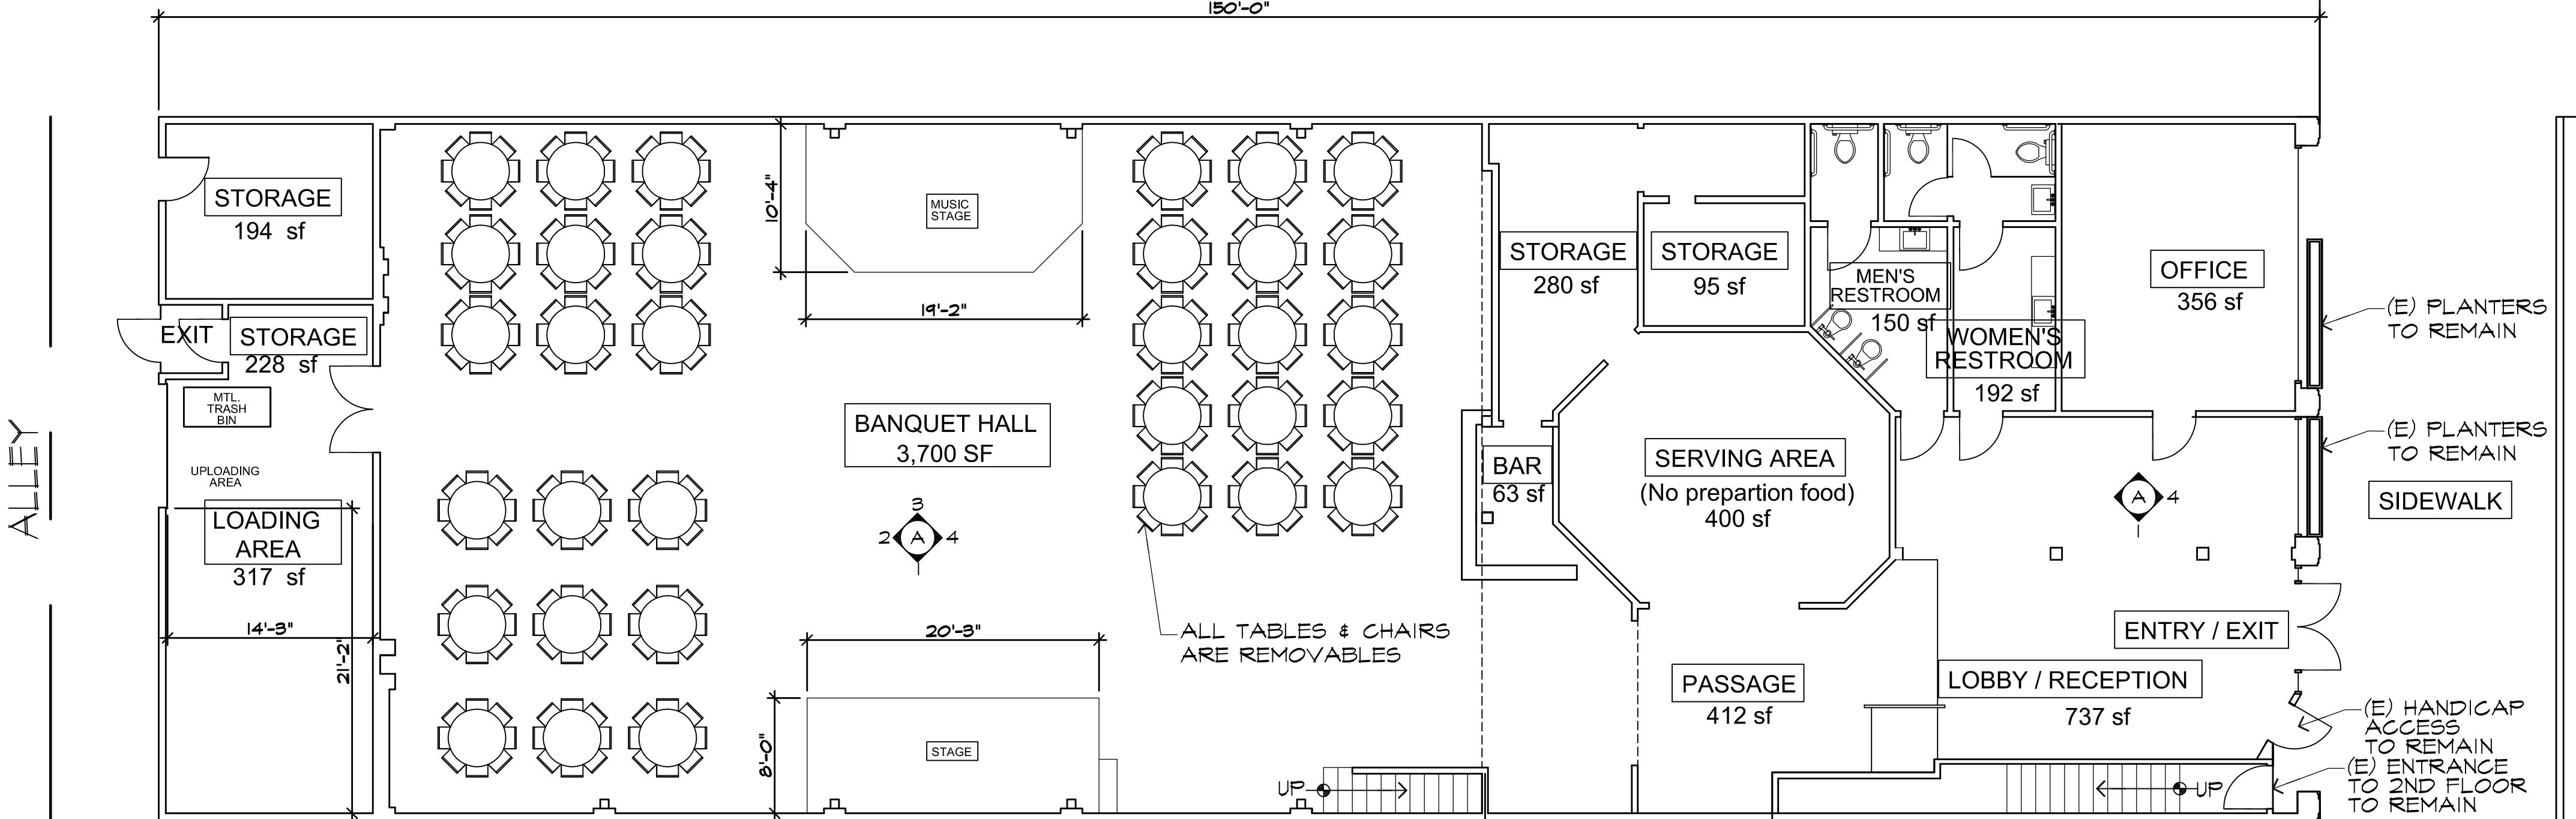 150'-0"
ALLEY
STORAGE
194 sf
EXIT
STORAGE
228 sf
MTL.
TRASH
BIN
UPLOADING
AREA
LOADING
AREA
317 sf
14'-3"
21'-2"
10'-4"
MUSIC
STAGE
19'-2"
BANQUET HALL
3,700 SF
3
2 A 4
20'-3"
8'-0"
STAGE
ALL TABLES & CHAIRS
ARE REMOVABLES
UP
STORAGE
280 sf
STORAGE
95 sf
BAR
63 sf
SERVING AREA
(No prepartion food)
400 sf
PASSAGE
412 sf
MEN'S
RESTROOM
150 sf
WOMEN'S
RESTROOM
192 sf
OFFICE
356 sf
A 4
ENTRY / EXIT
LOBBY / RECEPTION
737 sf
UP
(E) PLANTERS
TO REMAIN
(E) PLANTERS
TO REMAIN
SIDEWALK
(E) HANDICAP
ACCESS
TO REMAIN
(E) ENTRANCE
TO 2ND FLOOR
TO REMAIN